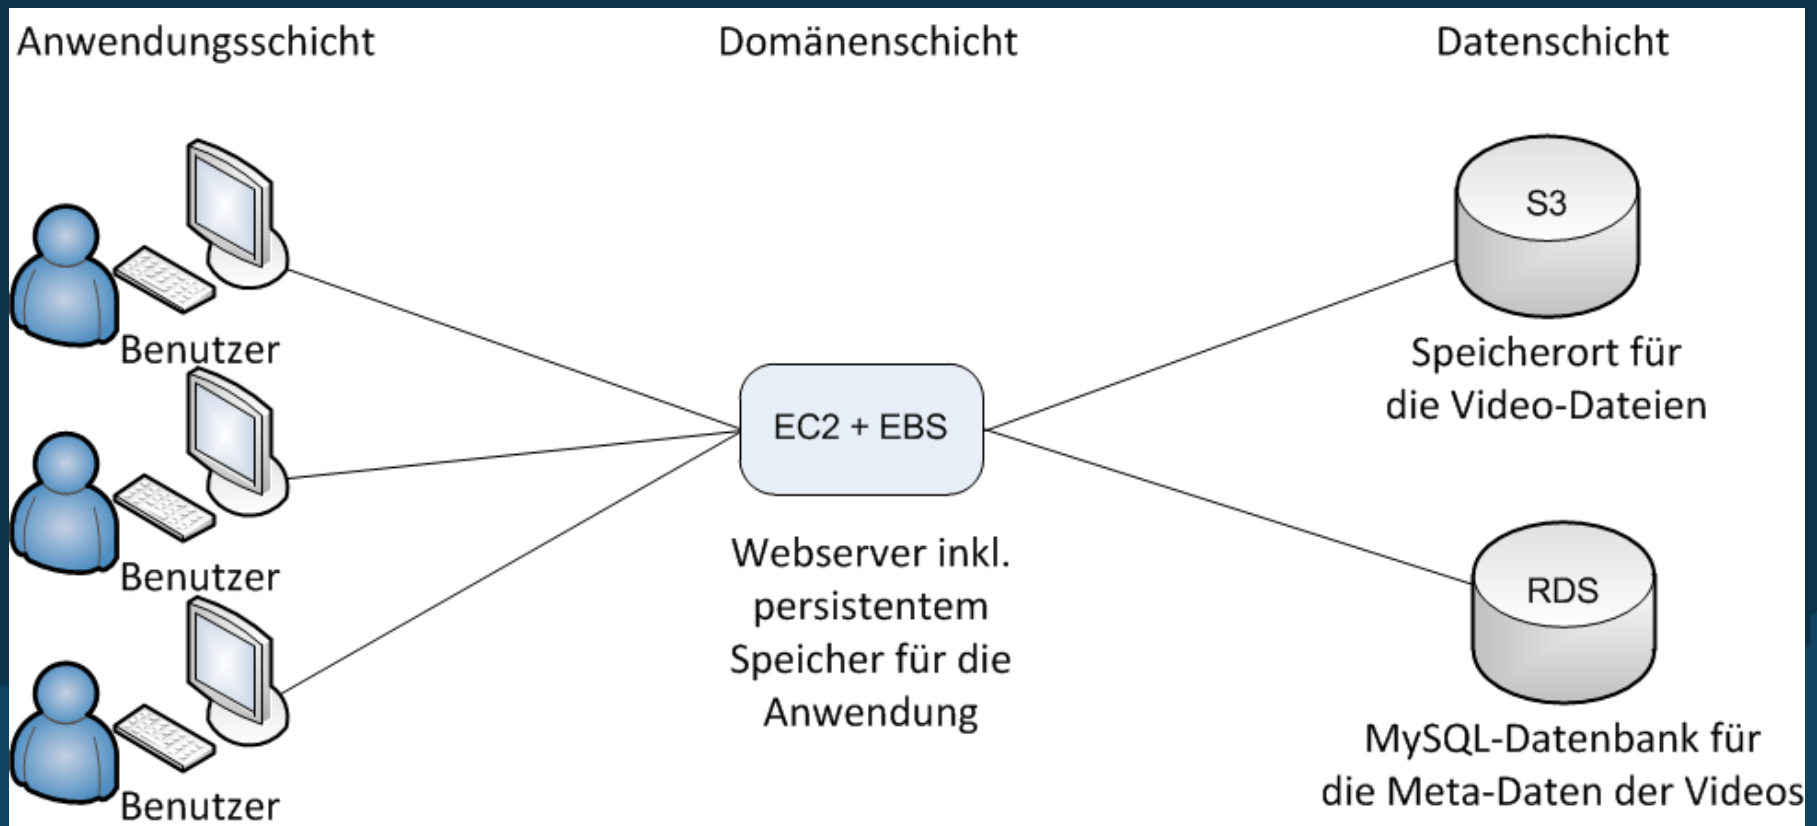 Anwendungsschicht
Domänenschicht
Datenschicht
Benutzer
Benutzer
Benutzer
EC2 + EBS
Webserver inkl.
persistentem
Speicher für die
Anwendung
S3
Speicherort für
die Video-Dateien
RDS
MySQL-Datenbank für
die Meta-Daten der Videos